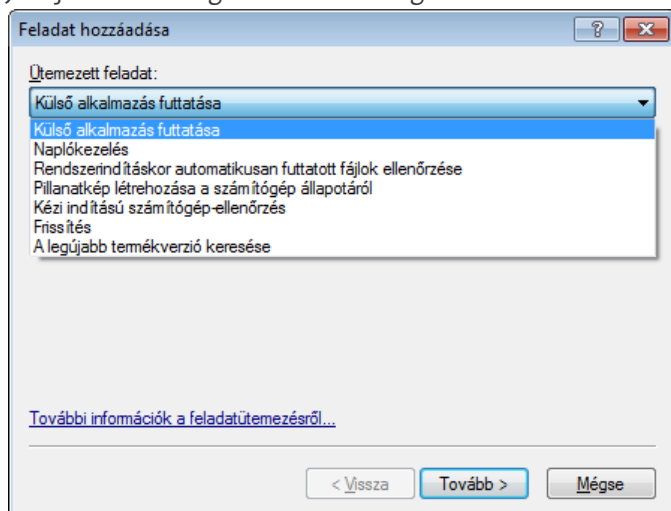 Feladat hozzáadása
Ütemezett feladat:
Külső alkalmazás futtatása
Külső alkalmazás futtatása
Naplókezelés
Rendszerindításkor automatikusan futtatott fájlok ellenőrzése
Pillanatkép létrehozása a számítógép állapotáról
Kézi indítású számítógép-ellenőrzés
Frissítés
A legújabb termékverzió keresése
További információk a feladatütemezésről...
< Vissza
Tovább >
Mégse